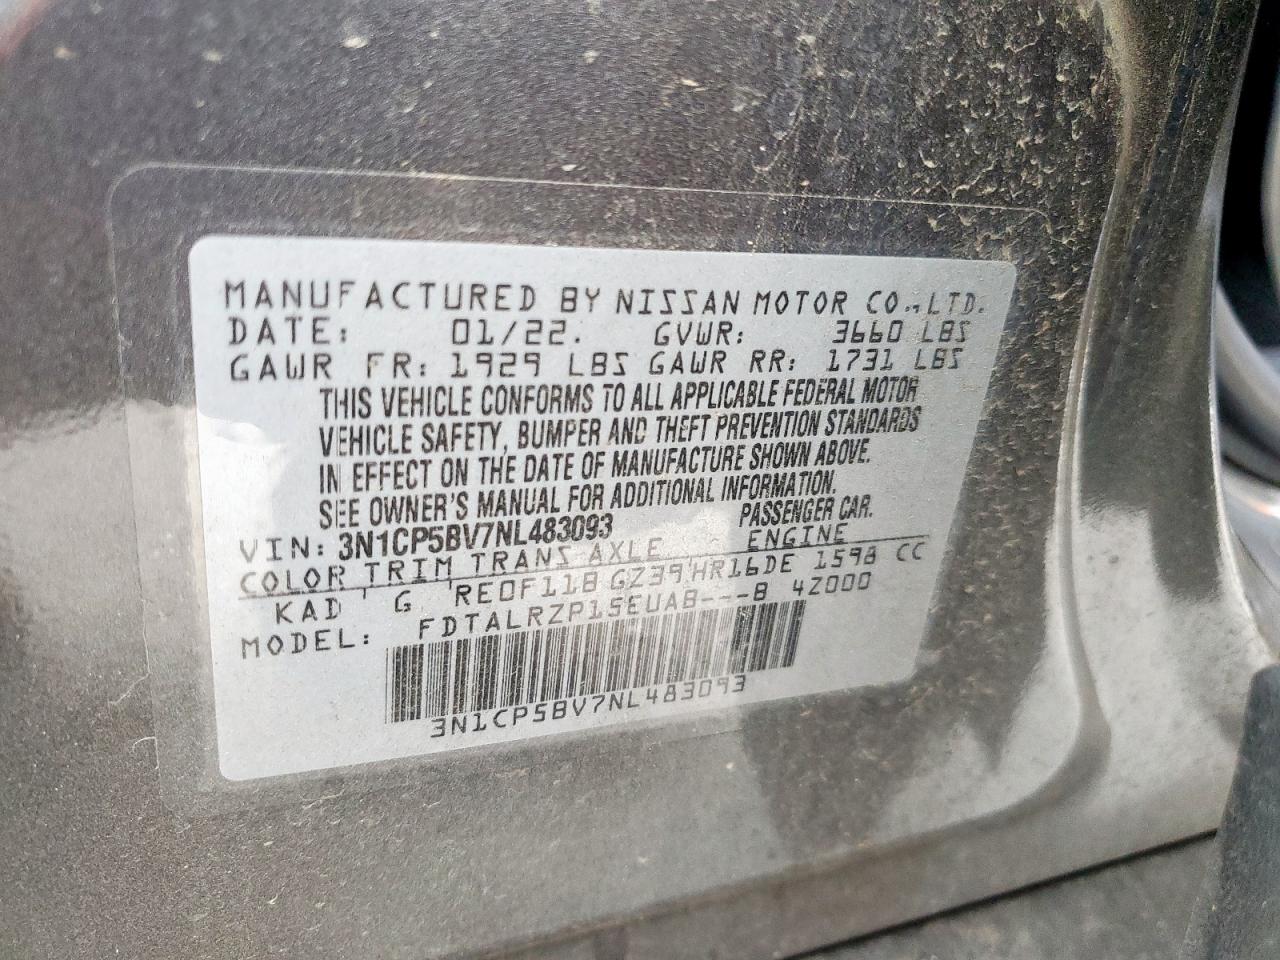 MANUFACTURED BY NISSAN MOTOR CO.,LTD.
DATE: 01/22. GVWR: 3660 LBS
GAWR FR: 1929 LBS GAWR RR: 1731 LBS
THIS VEHICLE CONFORMS TO ALL APPLICABLE FEDERAL MOTOR
VEHICLE SAFETY, BUMPER AND THEFT PREVENTION STANDARDS
IN EFFECT ON THE DATE OF MANUFACTURE SHOWN ABOVE.
SEE OWNER'S MANUAL FOR ADDITIONAL INFORMATION.
VIN: 3N1CP5BV7NL483093 PASSENGER CAR.
COLOR TRIM TRANS AXLE ENGINE
KAD G RE0F11B GZ39 HR16DE 1598 CC
MODEL: FDTALRZP15EUAB---B 4Z000
3N1CP5BV7NL483093